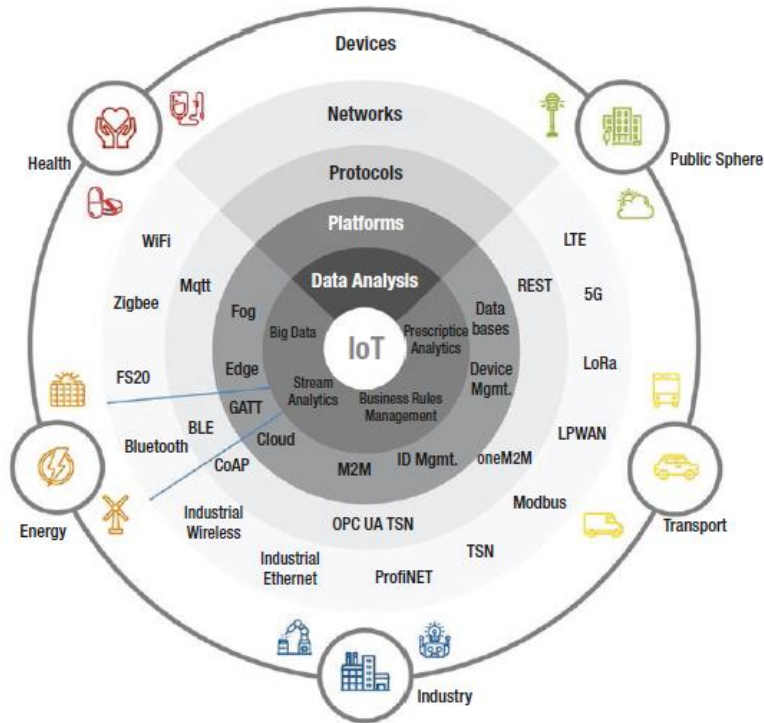 Devices
Networks
Health
Public Sphere
Protocols
Platforms
WiFi
LTE
Data Analysis
Mqtt
REST
Zigbee
5G
Fog
Data
bases
Big Data
IoT
Prescriptice
Analytics
FS20
Edge
LoRa
Device
Mgmt.
Stream
Analytics
Business Rules
Management
GATT
BLE
Bluetooth
Cloud
LPWAN
CoAP
M2M
ID Mgmt.
oneM2M
Modbus
Energy
Transport
Industrial
Wireless
OPC UA TSN
Industrial
Ethernet
ProfiNET
TSN
Industry